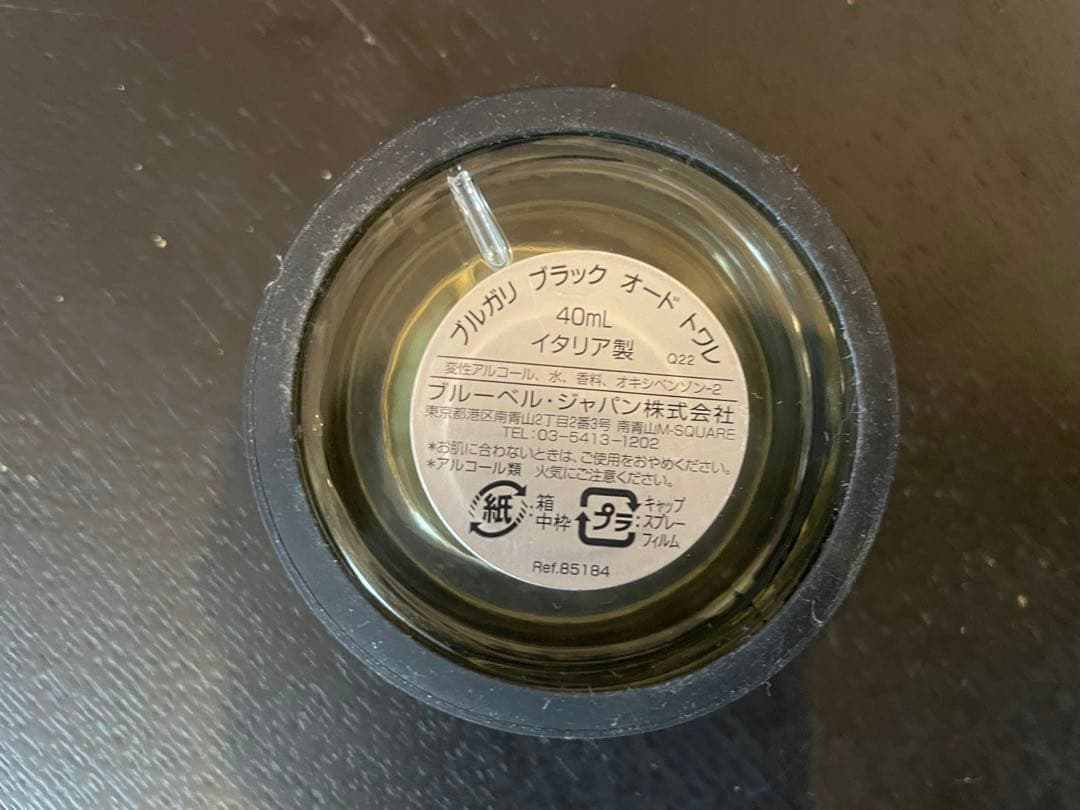 ブルガリ ブラック オード トワレ
40mL
イタリア製 Q22
変性アルコール、水、香料、オキシベンゾン-2
ブルーベル・ジャパン株式会社
東京都港区南青山2丁目2番3号 南青山M-SQUARE
TEL:03-5413-1202
*お肌に合わないときは、ご使用をおやめください。
*アルコール類 火気にご注意ください。
紙:箱 中枠
プラ:キャップ スプレー フィルム
Ref.85184